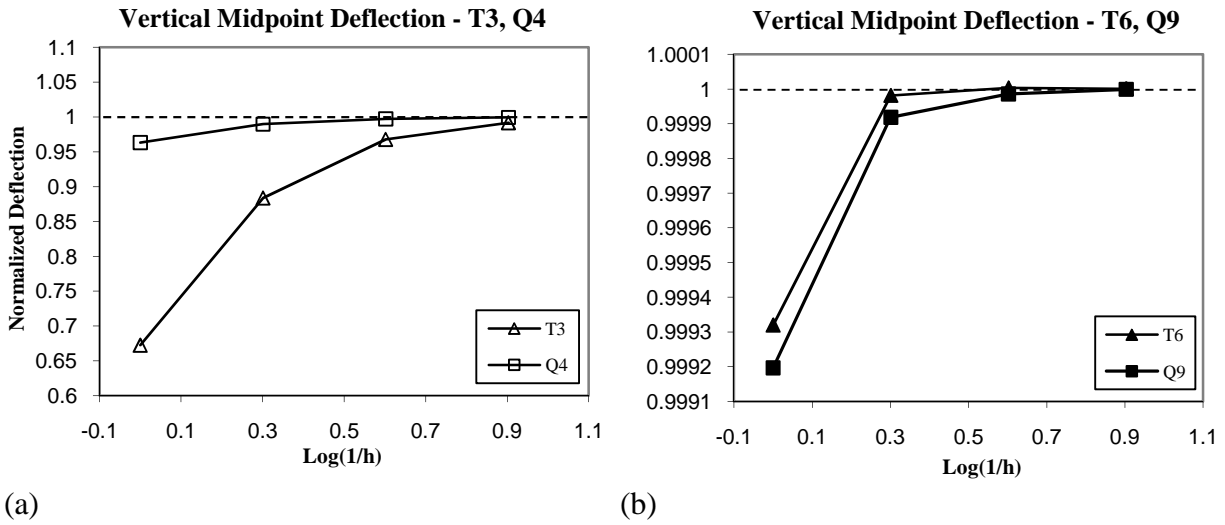 Vertical Midpoint Deflection - T3, Q4
1.1
1.05
1
0.95
0.9
0.85
0.8
0.75
0.7
0.65
0.6
Normalized Deflection
T3
Q4
-0.1 0.1 0.3 0.5 0.7 0.9 1.1
Log(1/h)
(a)
Vertical Midpoint Deflection - T6, Q9
1.0001
1
0.9999
0.9998
0.9997
0.9996
0.9995
0.9994
0.9993
0.9992
0.9991
T6
Q9
-0.1 0.1 0.3 0.5 0.7 0.9 1.1
Log(1/h)
(b)